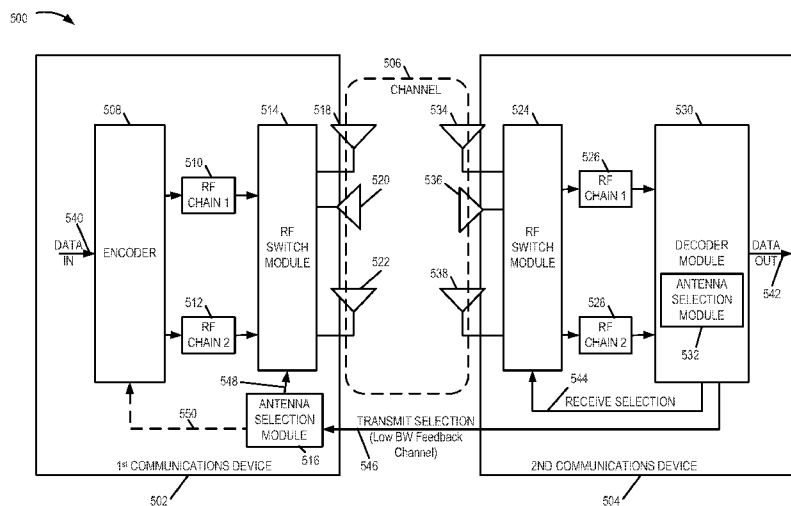 500
506
CHANNEL
508
514
518
534
524
530
510
RF
CHAIN 1
520
536
526
RF
CHAIN 1
540
DATA
IN
ENCODER
RF
SWITCH
MODULE
522
538
RF
SWITCH
MODULE
DECODER
MODULE
DATA
OUT
542
512
RF
CHAIN 2
526
RF
CHAIN 2
ANTENNA
SELECTION
MODULE
532
548
544
RECEIVE SELECTION
550
ANTENNA
SELECTION
MODULE
516
TRANSMIT SELECTION
(Low BW Feedback
Channel)
546
1st COMMUNICATIONS DEVICE
502
2ND COMMUNICATIONS DEVICE
504